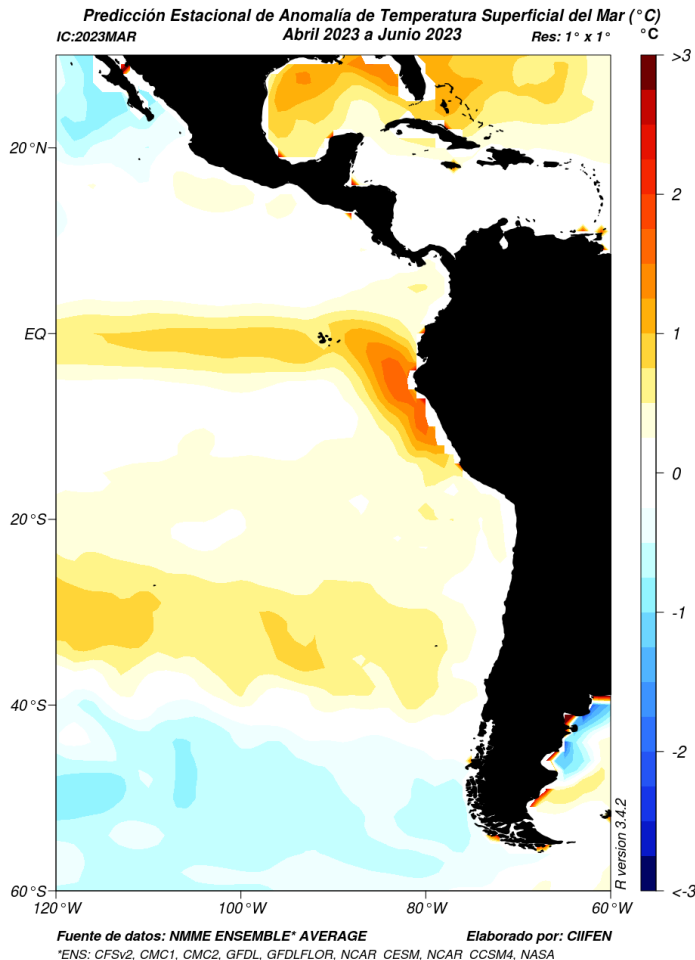 Predicción Estacional de Anomalía de Temperatura Superficial del Mar (°C)
IC:2023MAR Abril 2023 a Junio 2023 Res: 1° x 1° °C
>3
20°N
2
1
EQ
0
20°S
-1
40°S
-2
R version 3.4.2
60°S
<-3
120°W 100°W 80°W 60°W
Fuente de datos: NMME ENSEMBLE* AVERAGE Elaborado por: CIIFEN
*ENS: CFSv2, CMC1, CMC2, GFDL, GFDLFLOR, NCAR_CESM, NCAR_CCSM4, NASA